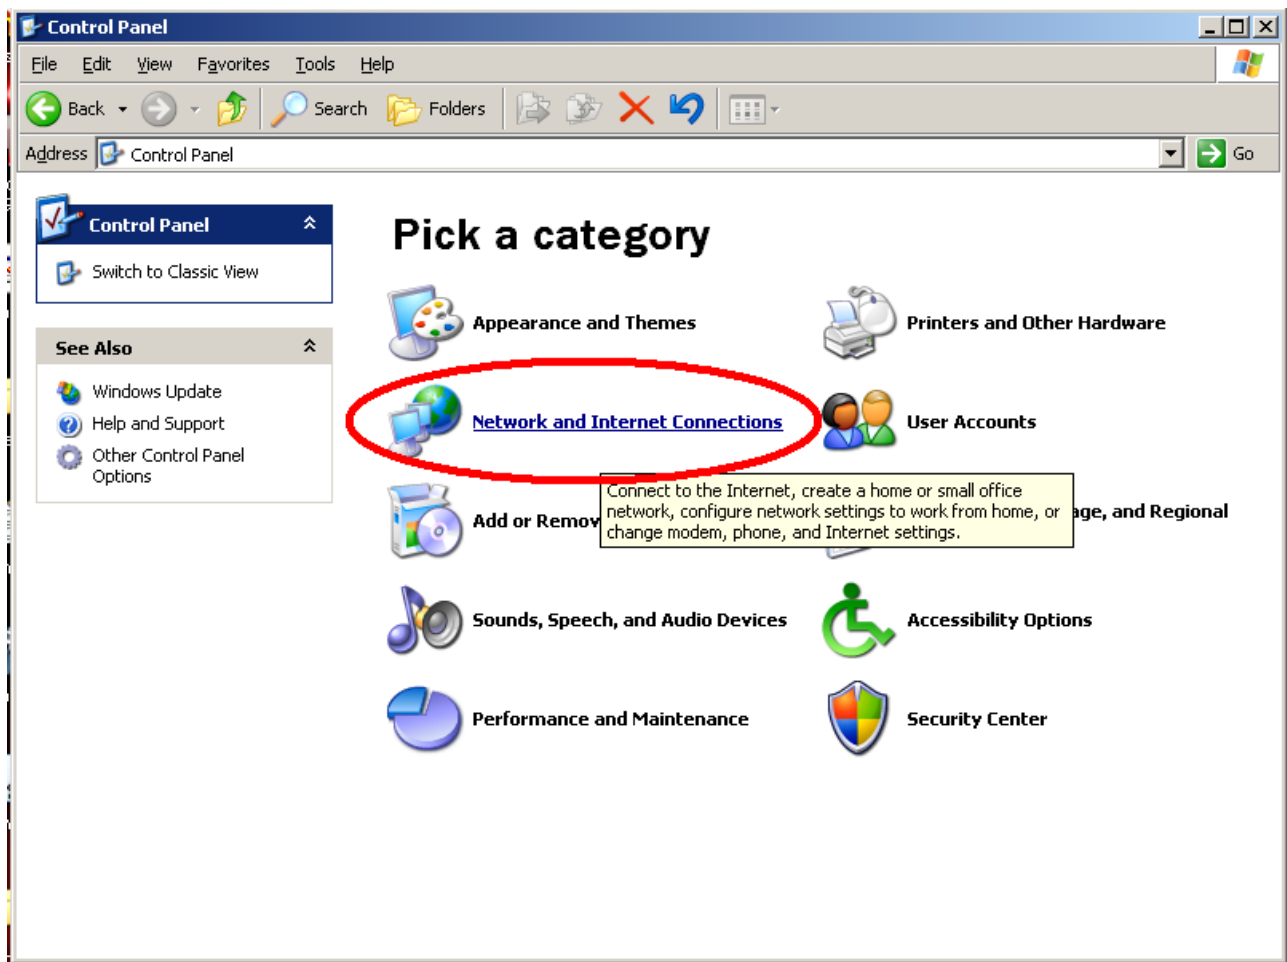 Control Panel
File Edit View Favorites Tools Help
Back Search Folders
Address Control Panel Go
Control Panel
Switch to Classic View
See Also
Windows Update
Help and Support
Other Control Panel
Options
Pick a category
Appearance and Themes
Printers and Other Hardware
Network and Internet Connections
User Accounts
Connect to the Internet, create a home or small office
network, configure network settings to work from home, or
change modem, phone, and Internet settings.
Add or
and Regional
Sounds, Speech, and Audio Devices
Accessibility Options
Performance and Maintenance
Security Center